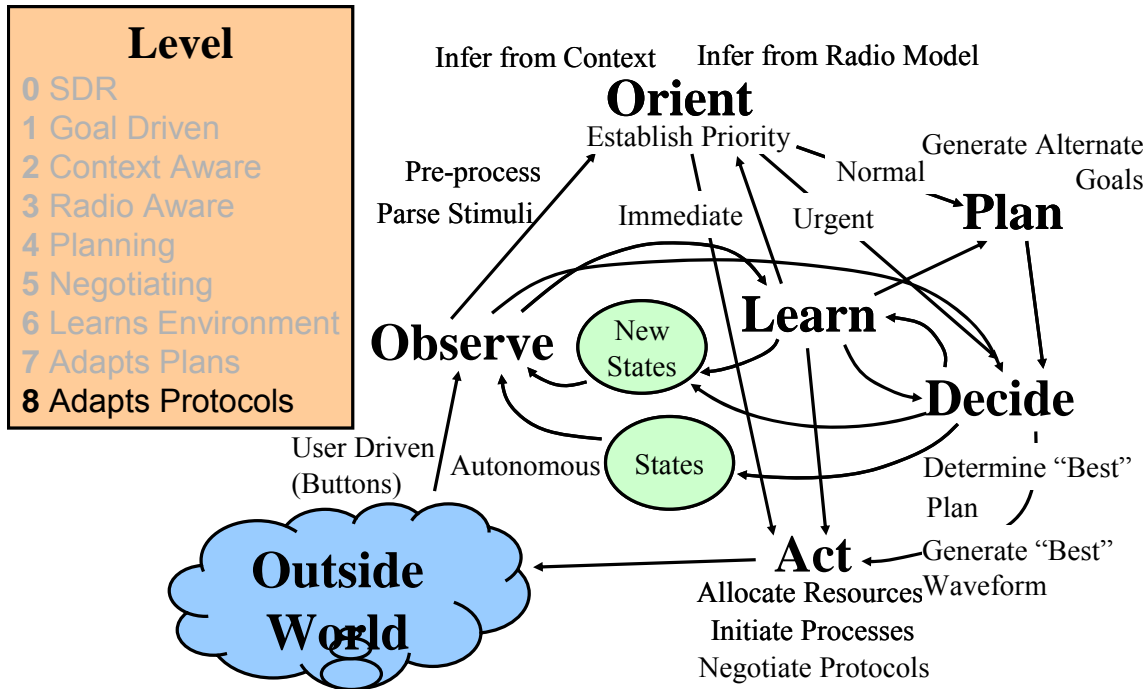 Level
0 SDR
1 Goal Driven
2 Context Aware
3 Radio Aware
4 Planning
5 Negotiating
6 Learns Environment
7 Adapts Plans
8 Adapts Protocols
Infer from Context
Infer from Radio Model
Orient
Establish Priority
Pre-process
Parse Stimuli
Immediate
Urgent
Normal
Generate Alternate
Goals
Plan
Observe
New
States
Learn
Decide
User Driven
(Buttons)
Autonomous
States
Determine “Best”
Plan
Outside
World
Act
Generate “Best”
Waveform
Allocate Resources
Initiate Processes
Negotiate Protocols